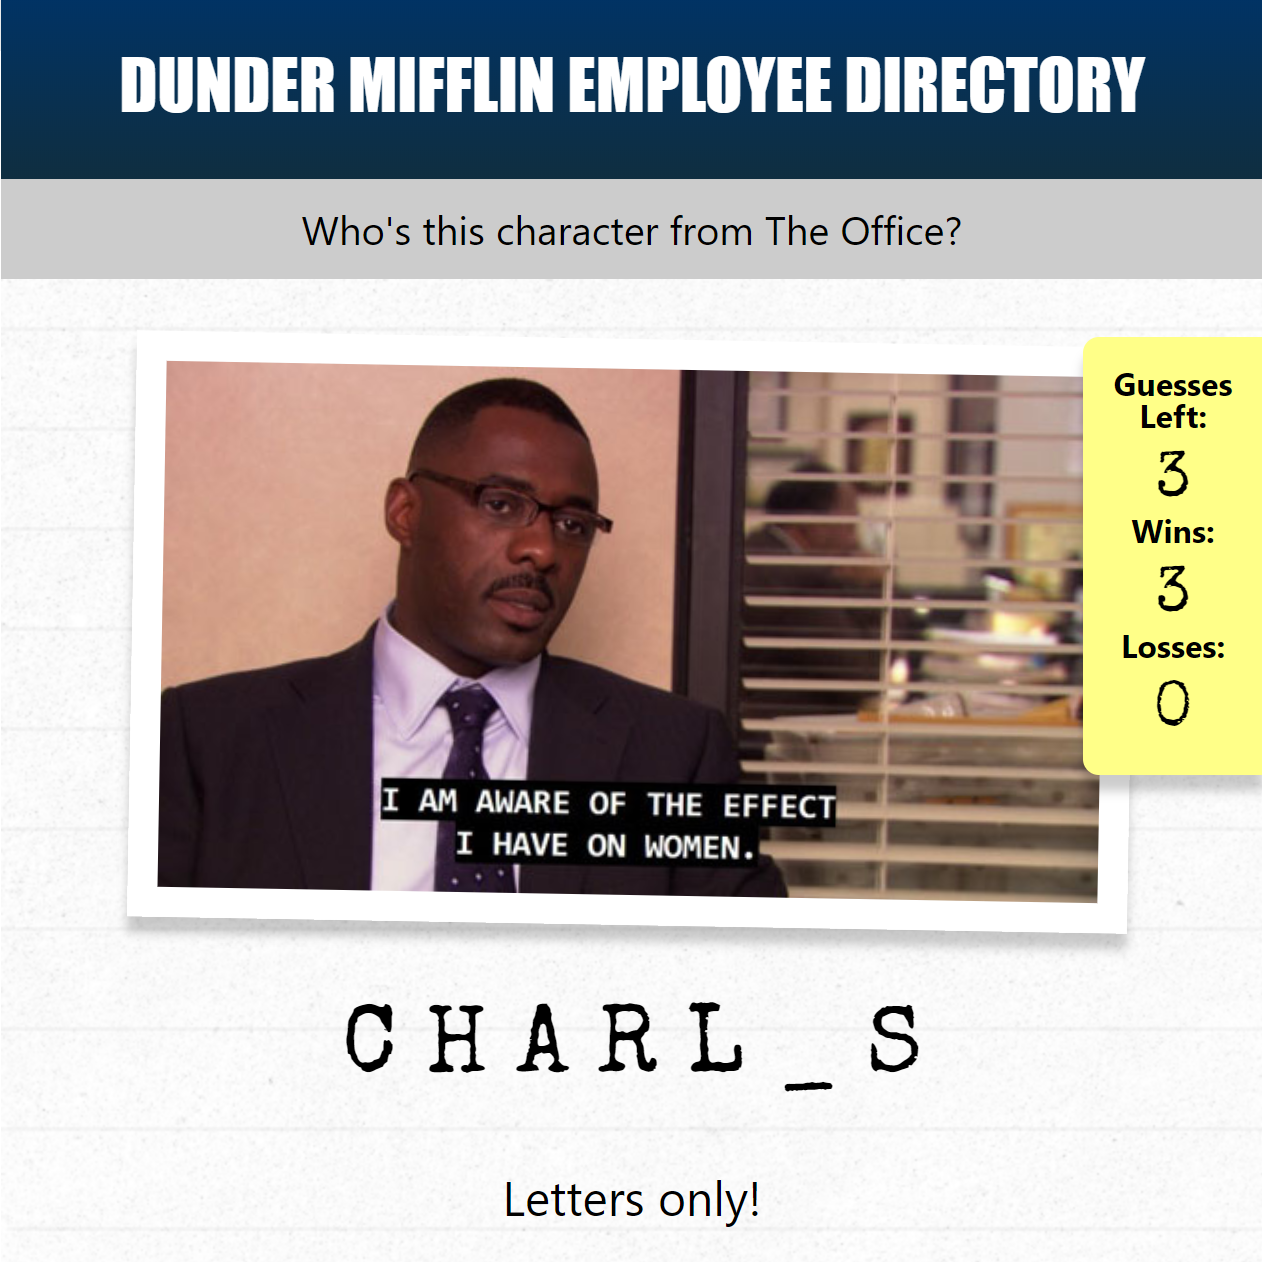 DUNDER MIFFLIN EMPLOYEE DIRECTORY
Who's this character from The Office?
Guesses
Left:
3
Wins:
3
Losses:
0
I AM AWARE OF THE EFFECT
I HAVE ON WOMEN.
CHARL_S
Letters only!